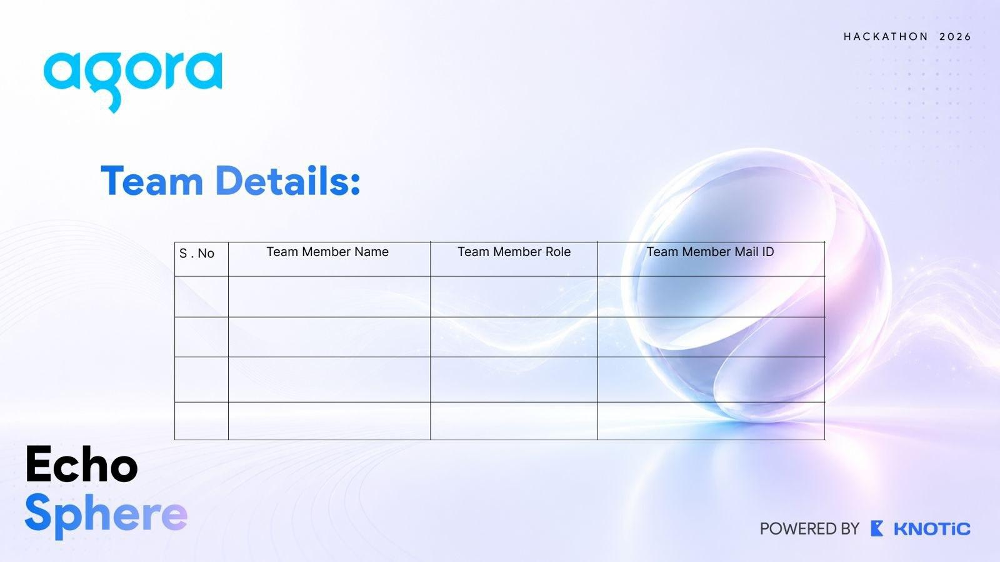 HACKATHON 2026
agora
Team Details:
S . No Team Member Name Team Member Role Team Member Mail ID
Echo
Sphere
POWERED BY KNOTiC